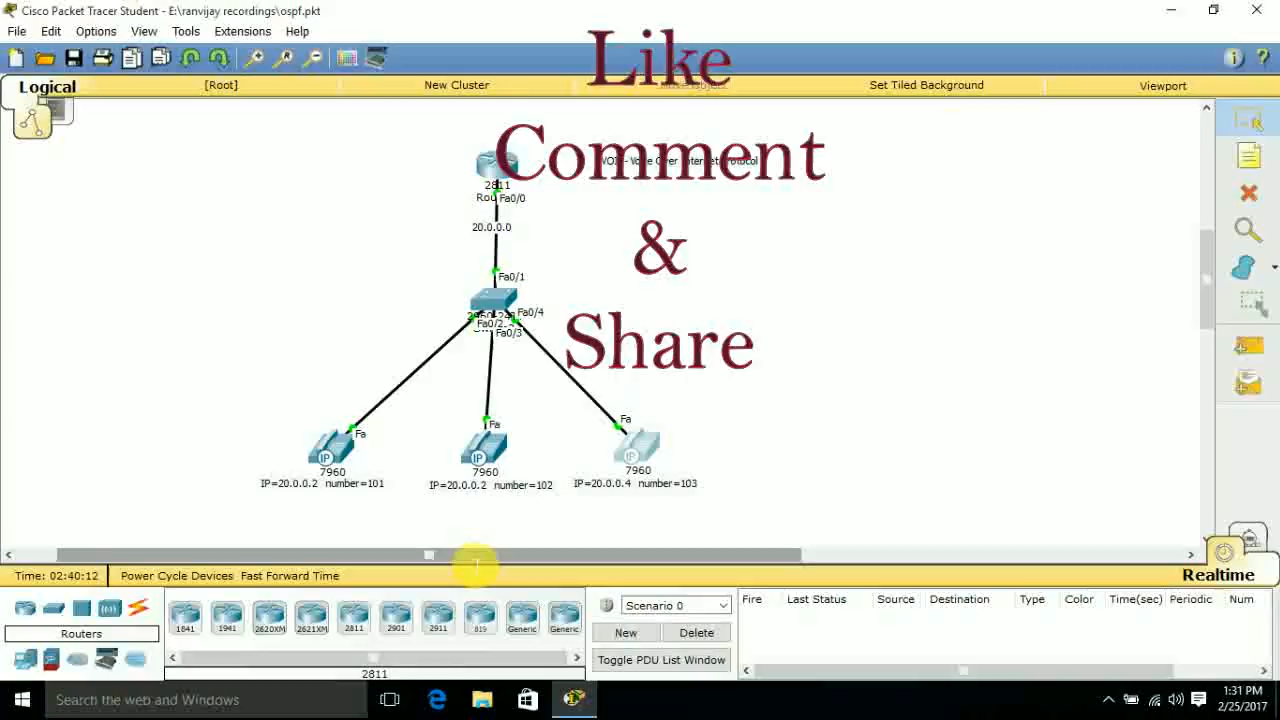 Cisco Packet Tracer Student - E:\ranvijay recordings\ospf.pkt
File Edit Options View Tools Extensions Help
Logical [Root] New Cluster Set Tiled Background Viewport
Like
Comment
&
Share
2811
Fa0/0
20.0.0.0
Fa0/1
Fa0/4
Fa0/2
Fa0/3
Fa Fa Fa
7960 7960 7960
IP=20.0.0.2 number=101 IP=20.0.0.2 number=102 IP=20.0.0.4 number=103
Time: 02:40:12 Power Cycle Devices Fast Forward Time Realtime
Routers
1841 1941 2620XM 2621XM 2811 2901 2911 819 Generic Generic
2811
Scenario 0
New Delete
Toggle PDU List Window
Fire Last Status Source Destination Type Color Time(sec) Periodic Num
Search the web and Windows
1:31 PM
2/25/2017